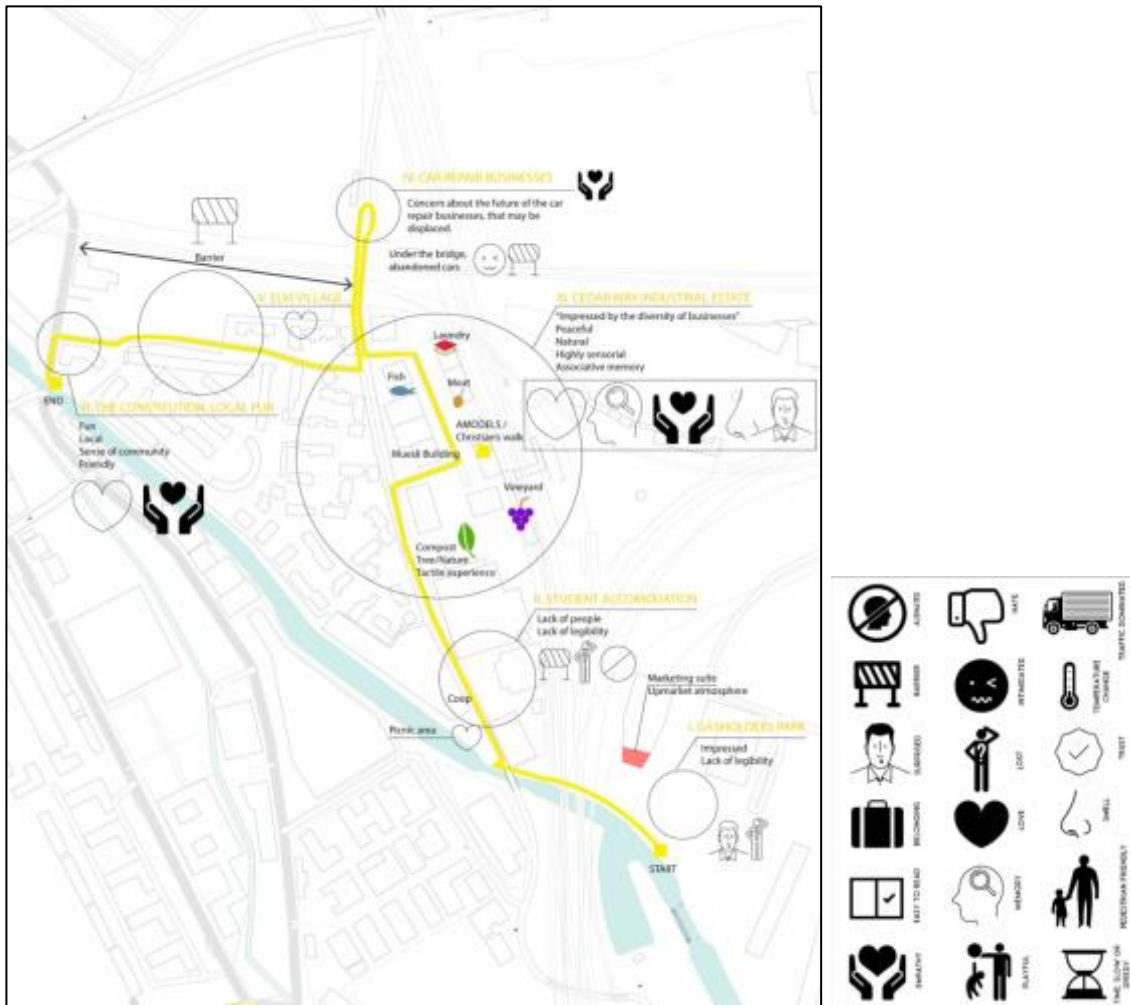 IV. CAR REPAIR BUSINESSES
Concern about the future of the car
repair businesses, that may be
displaced.
Under the bridge,
abandoned cars
Barrier
V. ELM VILLAGE
III. CEDAR WAY INDUSTRIAL ESTATE
"Impressed by the diversity of businesses"
Peaceful
Natural
Highly sensorial
Associative memory
Laundry
Fish
Meat
AMODELS /
Christian's walk
Muesli Building
Vineyard
Compost
Tree/Nature
Tactile experience
END
VI. THE CONSTITUTION, LOCAL PUB
Fun
Local
Sense of community
Friendly
II. STUDENT ACCOMODATION
Lack of people
Lack of legibility
Coop
Picnic area
Marketing suite
Upmarket atmosphere
I. GASHOLDERS PARK
Impressed
Lack of legibility
START
HATE
TRAFFIC DOMINATED
BARRIER
INTIMIDATED
TEMPERATURE
CHANGE
SURPRISED
LOST
TRUST
BELONGING
LOVE
SMELL
EASY TO READ
MEMORY
PEDESTRIAN FRIENDLY
EMPATHY
PLAYFUL
TIME: SLOW OR